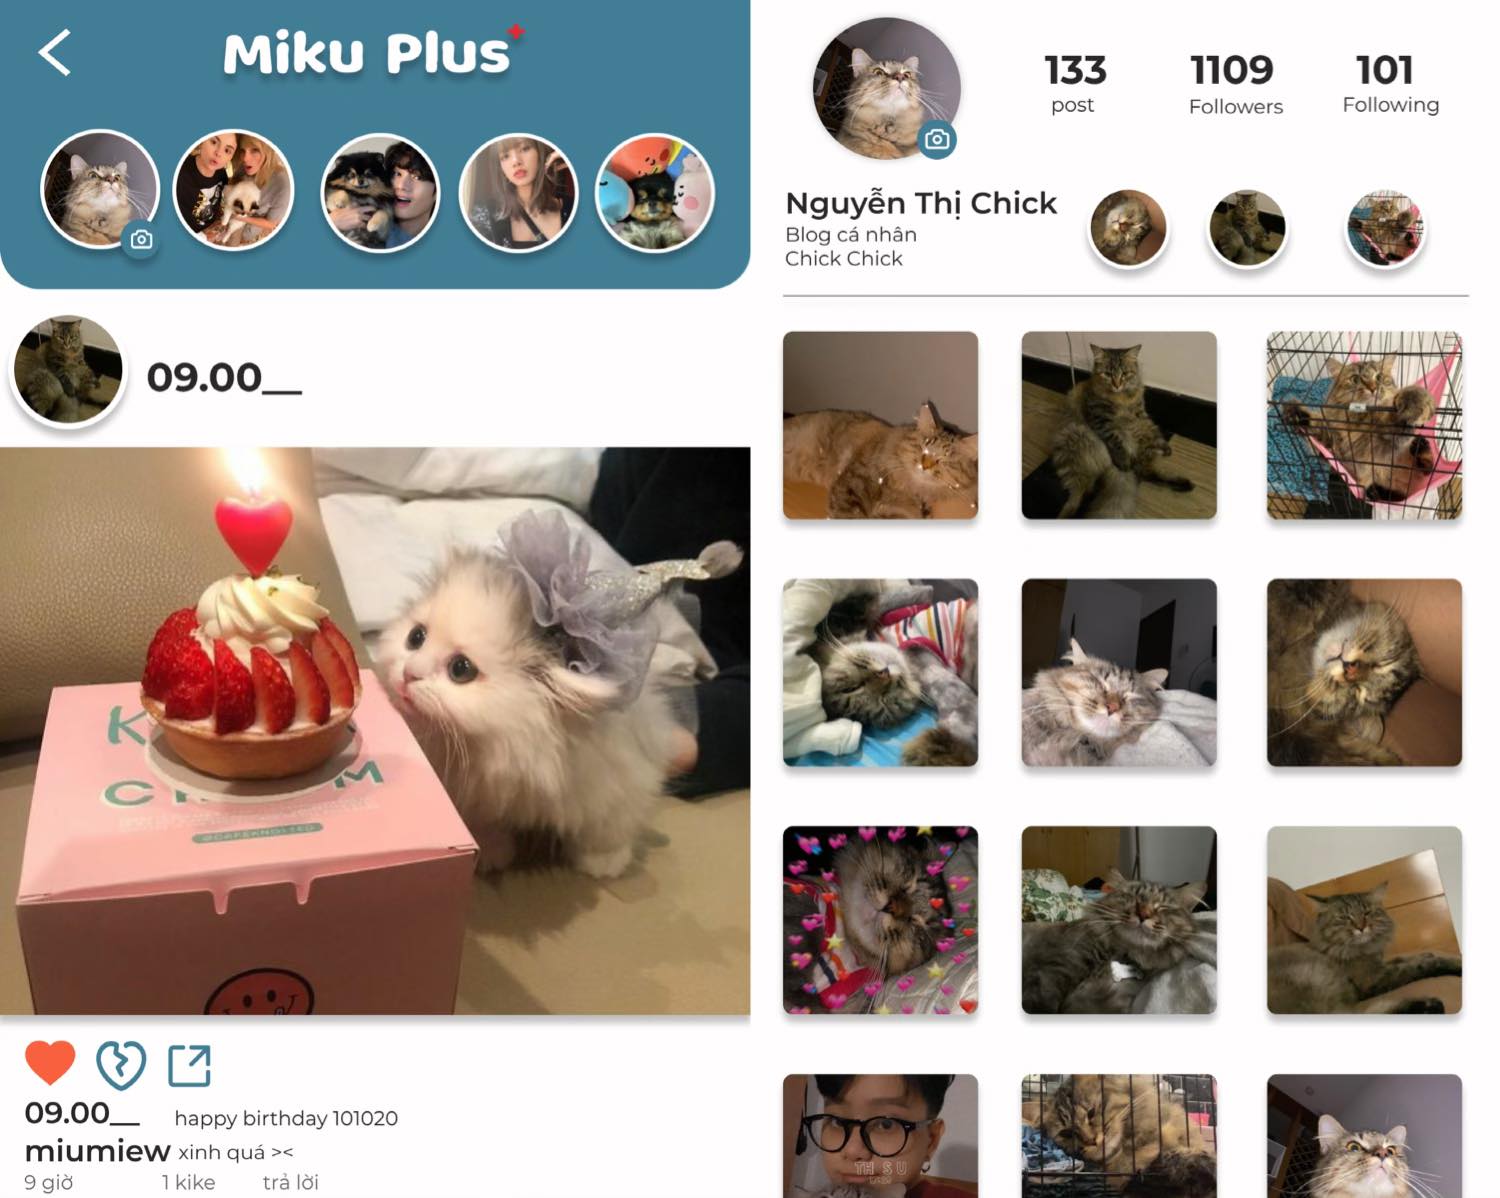 Miku Plus+
09.00__
@CAFEKNOTTED
09.00__ happy birthday 101020
miumiew xinh quá ><
9 giờ 1 kike trả lời
133 1109 101
post Followers Following
Nguyễn Thị Chick
Blog cá nhân
Chick Chick